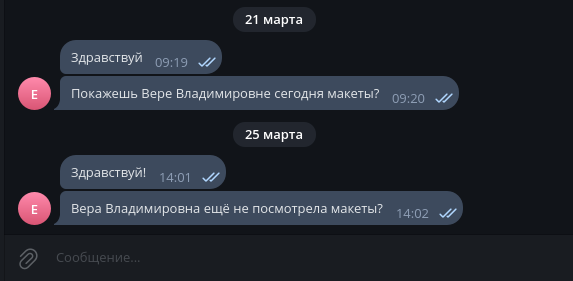 21 марта
Здравствуй 09:19
Е
Покажешь Вере Владимировне сегодня макеты? 09:20
25 марта
Здравствуй! 14:01
Е
Вера Владимировна ещё не посмотрела макеты? 14:02
Сообщение...